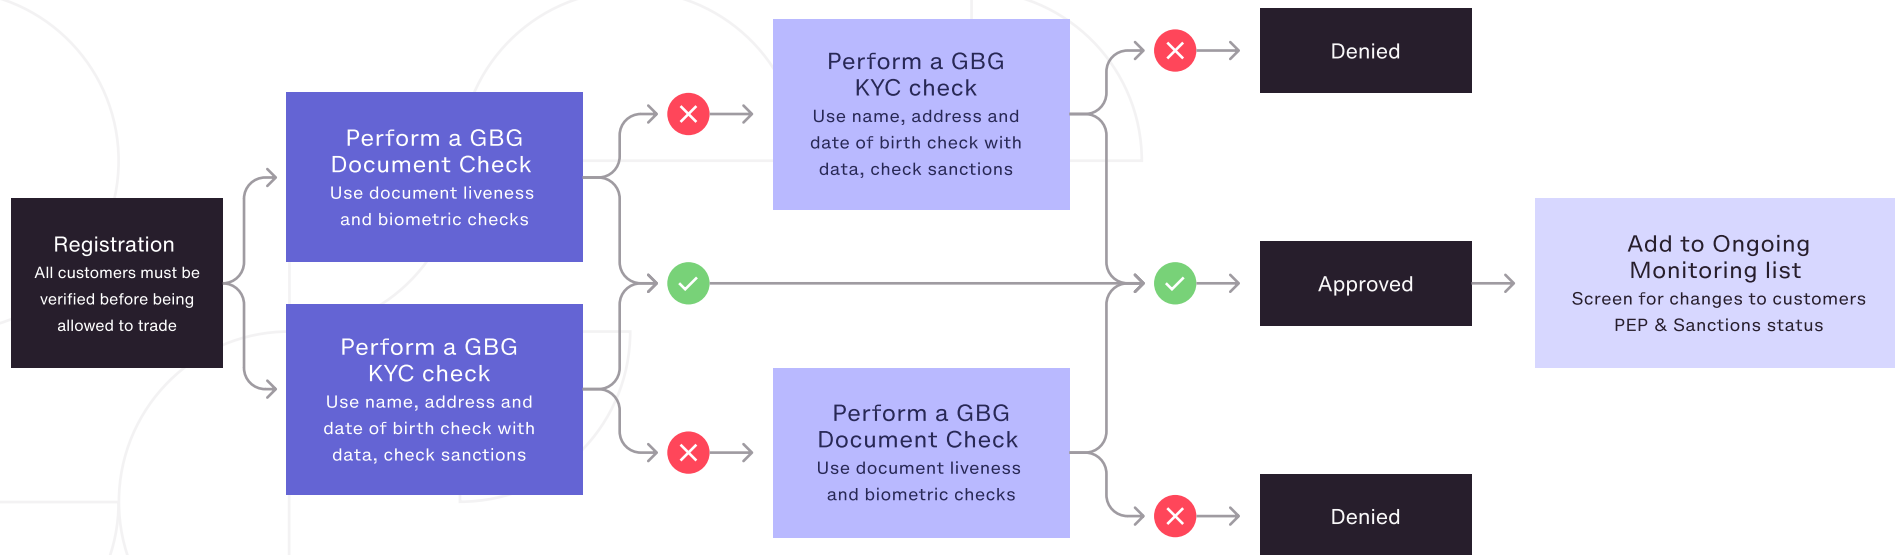 Registration
All customers must be
verified before being
allowed to trade
Perform a GBG
Document Check
Use document liveness
and biometric checks
Perform a GBG
KYC check
Use name, address and
date of birth check with
data, check sanctions
Perform a GBG
KYC check
Use name, address and
date of birth check with
data, check sanctions
Perform a GBG
Document Check
Use document liveness
and biometric checks
Denied
Approved
Denied
Add to Ongoing
Monitoring list
Screen for changes to customers
PEP & Sanctions status